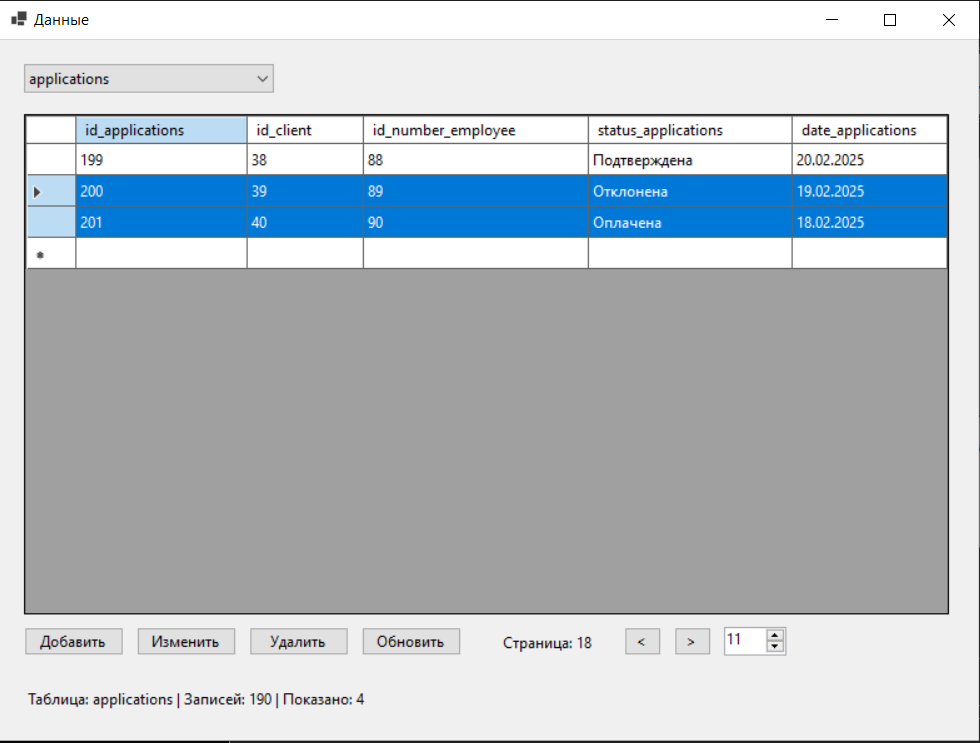 Данные
applications
id_applications id_client id_number_employee status_applications date_applications
199 38 88 Подтверждена 20.02.2025
200 39 89 Отклонена 19.02.2025
201 40 90 Оплачена 18.02.2025
Добавить Изменить Удалить Обновить Страница: 18 < > 11
Таблица: applications | Записей: 190 | Показано: 4